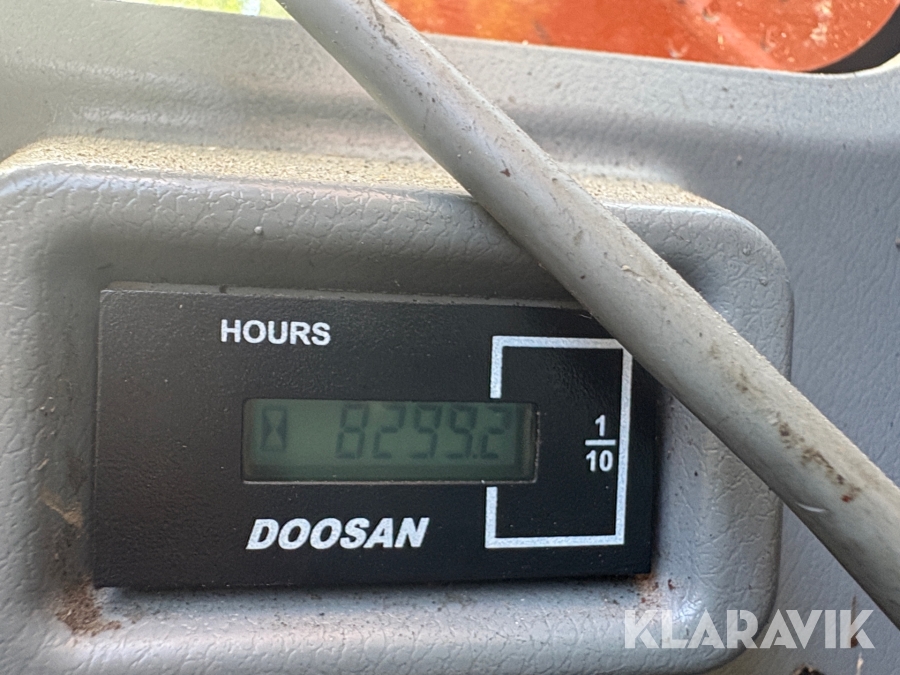 HOURS
8299.2
1
10
DOOSAN
KLARAVIK